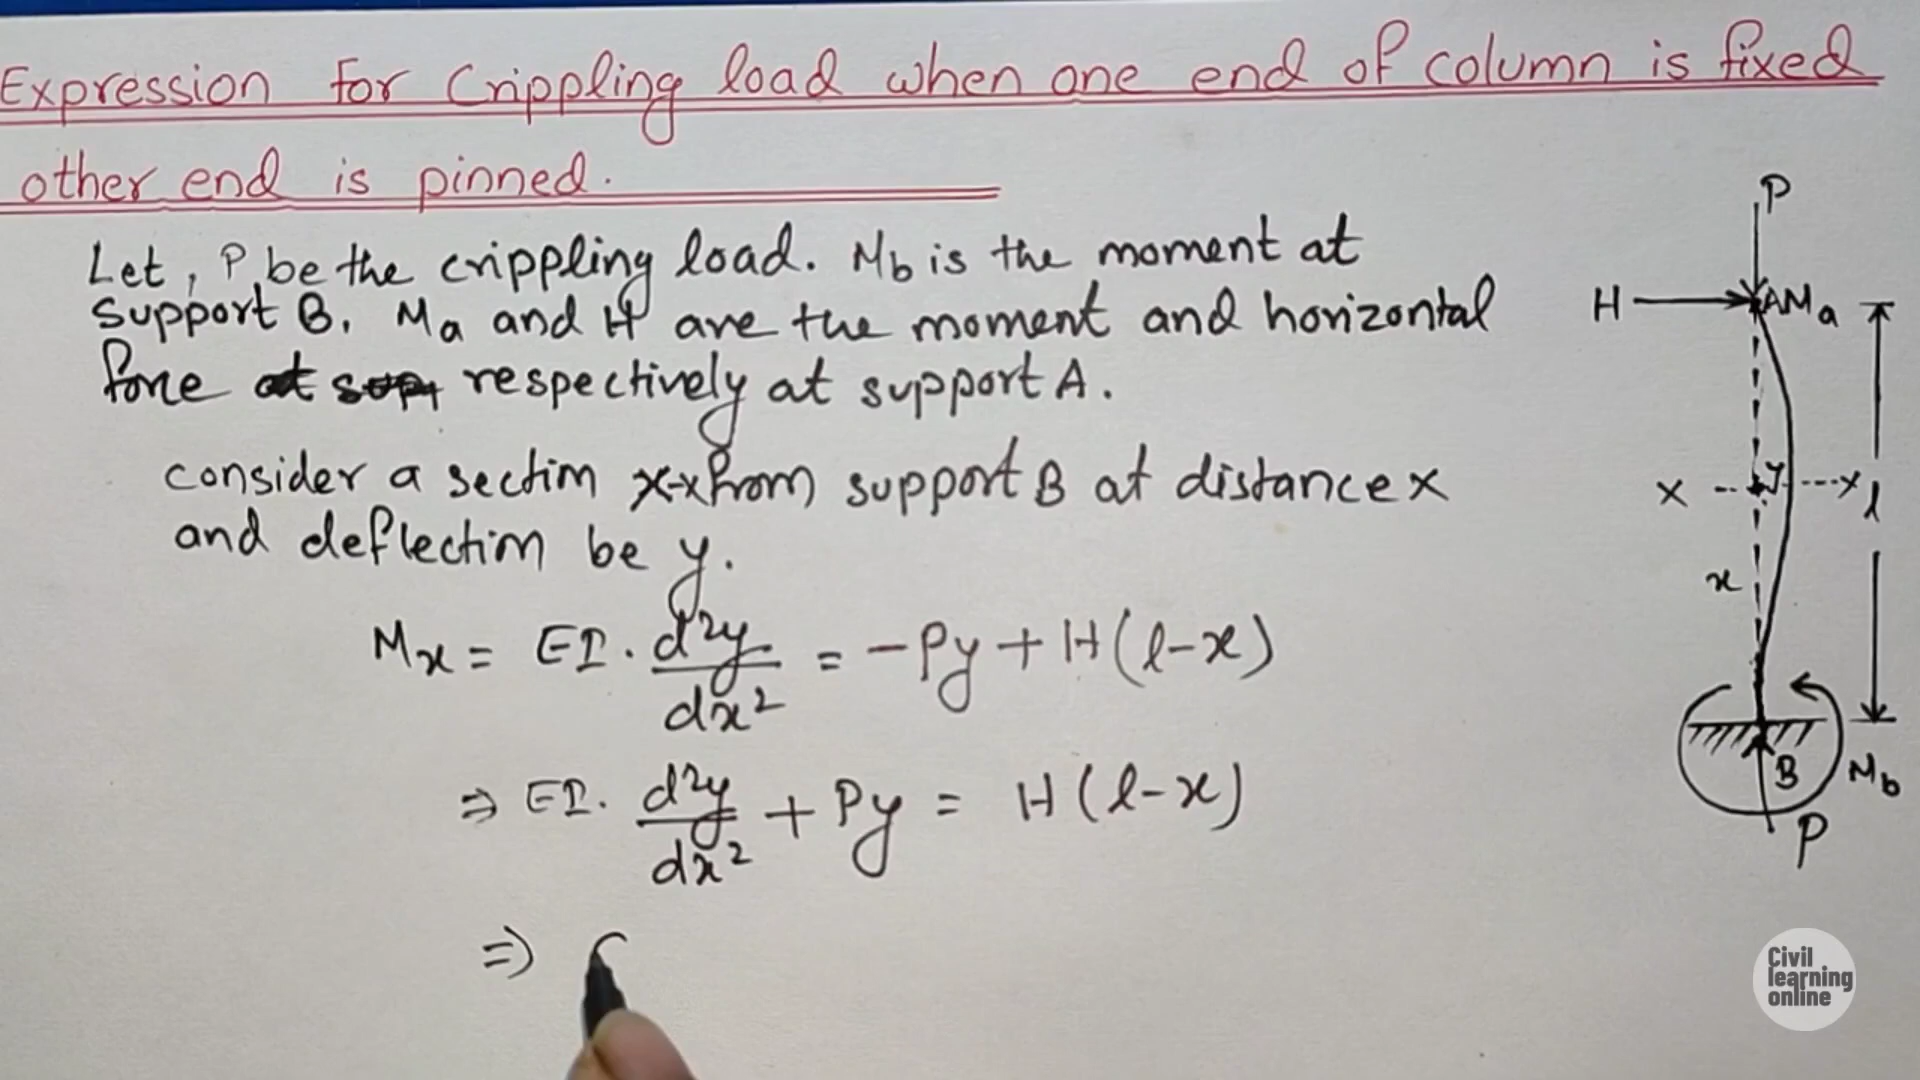 Expression for Crippling load when one end of column is fixed
other end is pinned.
Let, P be the crippling load. Mb is the moment at
support B. Ma and H are the moment and horizontal
force at supt respectively at support A.
consider a section x-x from support B at distance x
and deflection be y.
Mx = EI. d²y/dx² = -Py + H(l-x)
⇒ EI. d²y/dx² + Py = H(l-x)
⇒
P
H
A Ma
x
y
x
l
x
B
Mb
P
Civil
learning
online